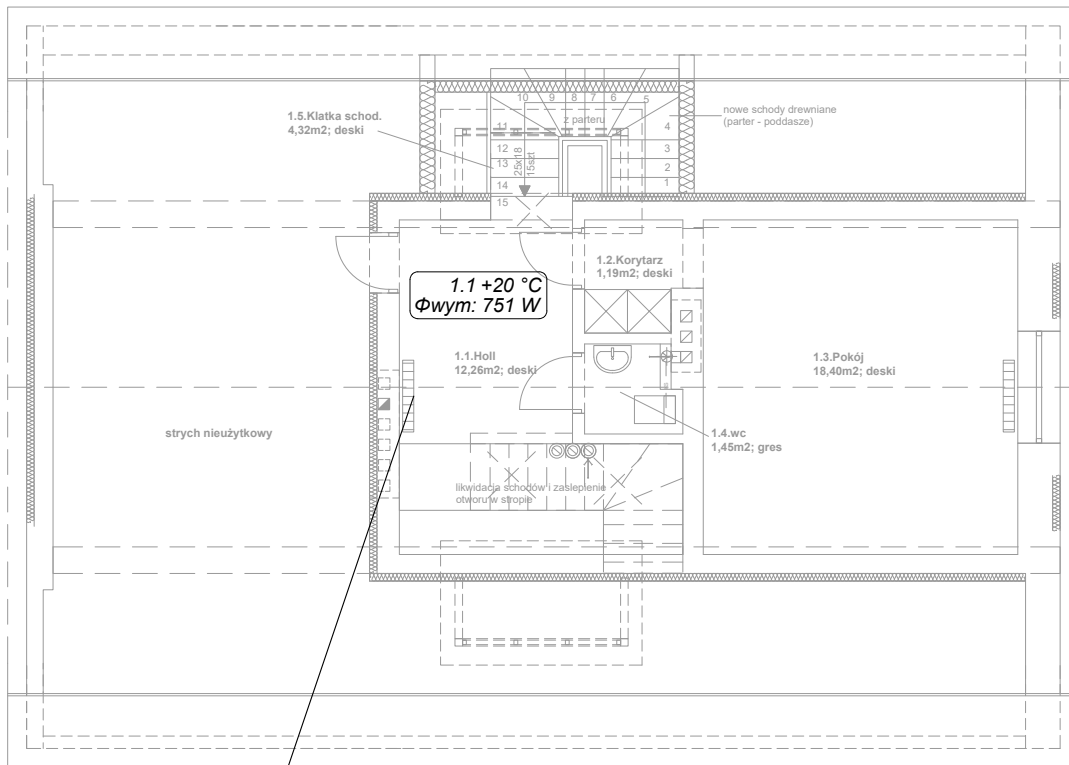 1.5.Klatka schod.
4,32m2; deski
10 9 8 7 6 5
z parteru
nowe schody drewniane
(parter - poddasze)
11
12
13
14
15
25x18
15szt
4
3
2
1
1.2.Korytarz
1,19m2; deski
1.1 +20 °C
Φwym: 751 W
1.1.Holl
12,26m2; deski
1.3.Pokój
18,40m2; deski
strych nieużytkowy
1.4.wc
1,45m2; gres
likwidacja schodów i zaslepienie
otworu w stropie